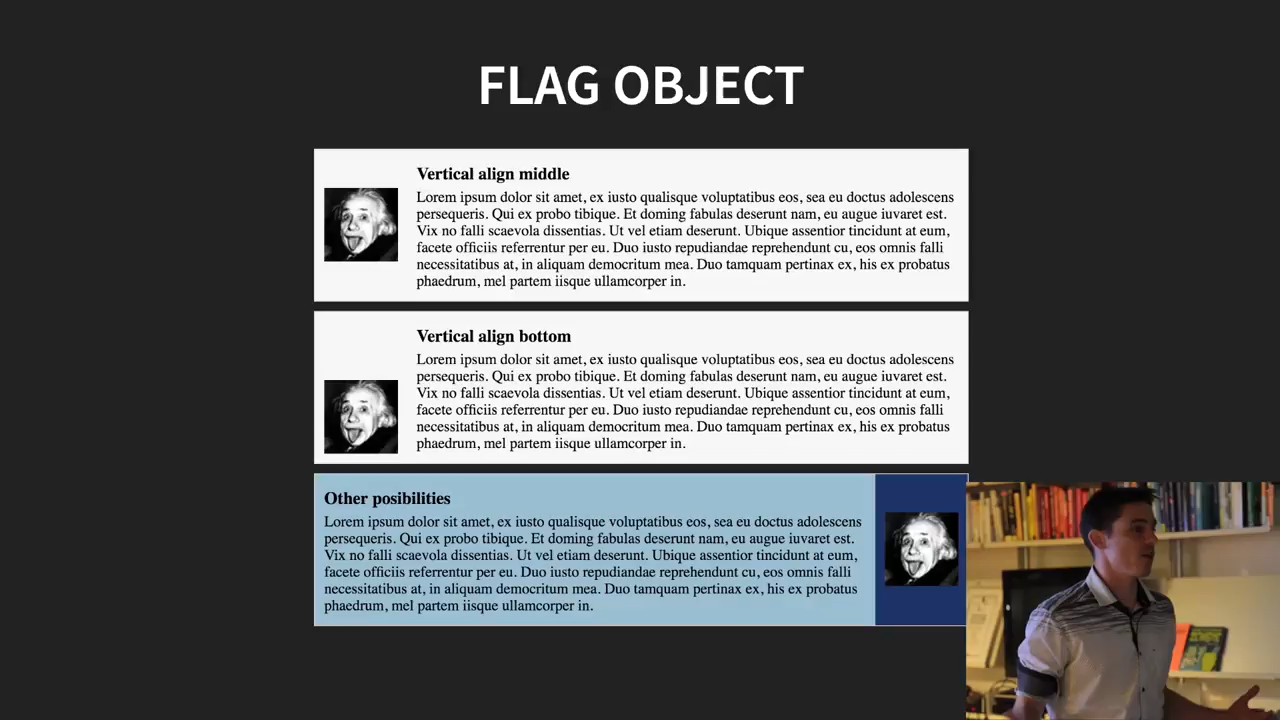 FLAG OBJECT
Vertical align middle
Lorem ipsum dolor sit amet, ex iusto qualisque voluptatibus eos, sea eu doctus adolescens
persequeris. Qui ex probo tibique. Et doming fabulas deserunt nam, eu augue iuvaret est.
Vix no falli scaevola dissentias. Ut vel etiam deserunt. Ubique assentior tincidunt at eum,
facete officiis referrentur per eu. Duo iusto repudiandae reprehendunt cu, eos omnis falli
necessitatibus at, in aliquam democritum mea. Duo tamquam pertinax ex, his ex probatus
phaedrum, mel partem iisque ullamcorper in.
Vertical align bottom
Lorem ipsum dolor sit amet, ex iusto qualisque voluptatibus eos, sea eu doctus adolescens
persequeris. Qui ex probo tibique. Et doming fabulas deserunt nam, eu augue iuvaret est.
Vix no falli scaevola dissentias. Ut vel etiam deserunt. Ubique assentior tincidunt at eum,
facete officiis referrentur per eu. Duo iusto repudiandae reprehendunt cu, eos omnis falli
necessitatibus at, in aliquam democritum mea. Duo tamquam pertinax ex, his ex probatus
phaedrum, mel partem iisque ullamcorper in.
Other posibilities
Lorem ipsum dolor sit amet, ex iusto qualisque voluptatibus eos, sea eu doctus adolescens
persequeris. Qui ex probo tibique. Et doming fabulas deserunt nam, eu augue iuvaret est.
Vix no falli scaevola dissentias. Ut vel etiam deserunt. Ubique assentior tincidunt at eum,
facete officiis referrentur per eu. Duo iusto repudiandae reprehendunt cu, eos omnis falli
necessitatibus at, in aliquam democritum mea. Duo tamquam pertinax ex, his ex probatus
phaedrum, mel partem iisque ullamcorper in.